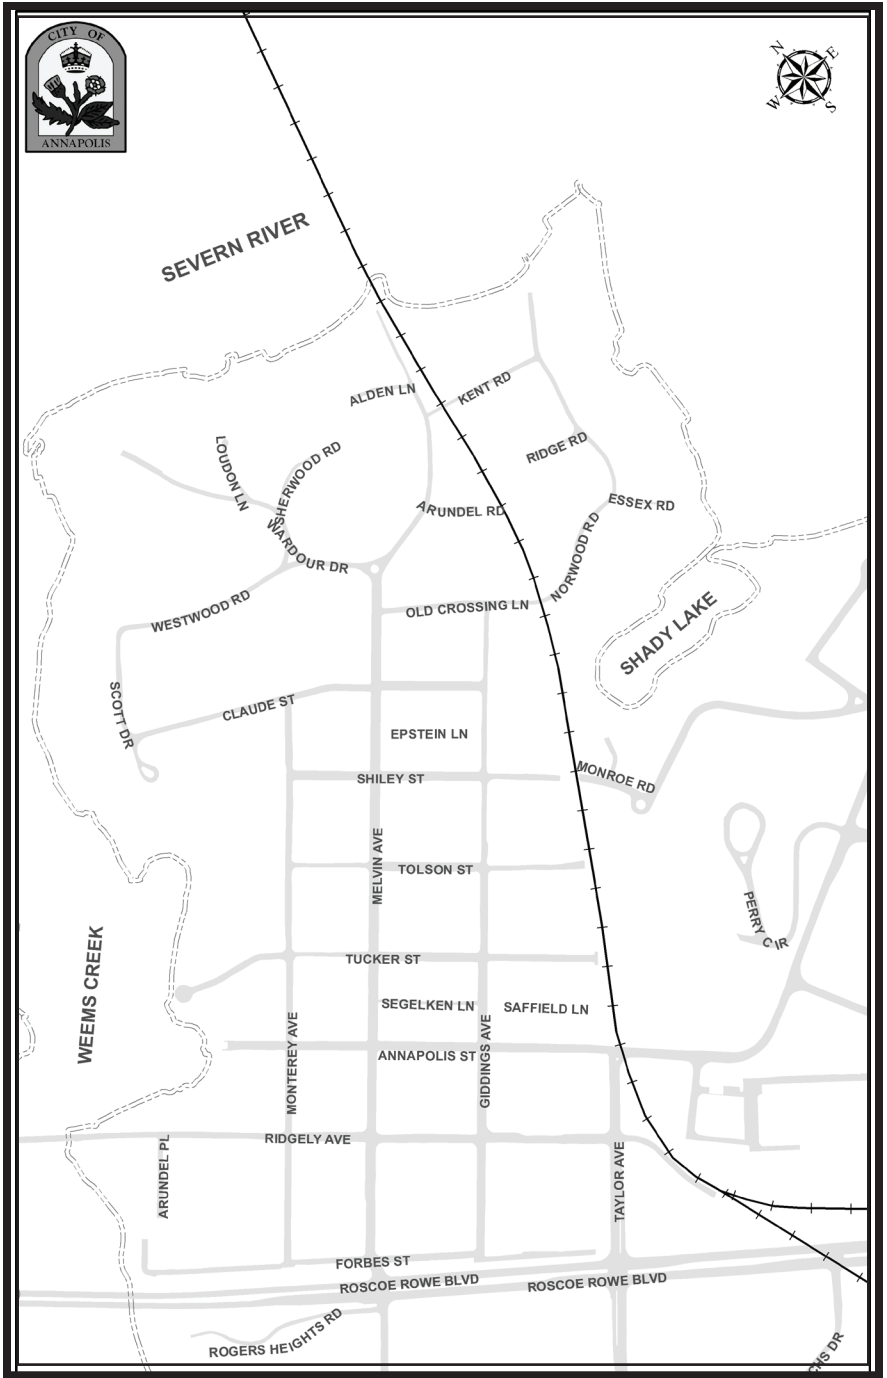 CITY OF
ANNAPOLIS
N
E
W
S
SEVERN RIVER
ALDEN LN
KENT RD
LOUDON LN
SHERWOOD RD
RIDGE RD
ARUNDEL RD
ESSEX RD
WARDOUR DR
NORWOOD RD
WESTWOOD RD
OLD CROSSING LN
SHADY LAKE
SCOTT DR
CLAUDE ST
EPSTEIN LN
SHILEY ST
MONROE RD
MELVIN AVE
TOLSON ST
PERRY CIR
WEEMS CREEK
TUCKER ST
SEGELKEN LN
SAFFIELD LN
MONTEREY AVE
ANNAPOLIS ST
GIDDINGS AVE
RIDGELY AVE
ARUNDEL PL
TAYLOR AVE
FORBES ST
ROSCOE ROWE BLVD
ROSCOE ROWE BLVD
ROGERS HEIGHTS RD
DR